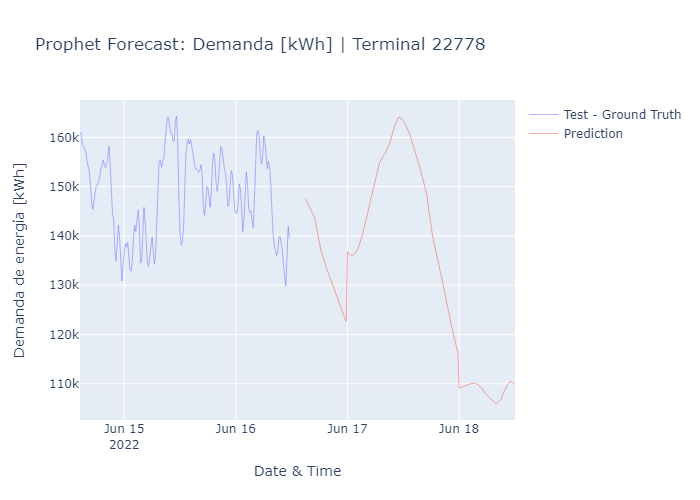 Prophet Forecast: Demanda [kWh] | Terminal 22778
Test - Ground Truth
Prediction
160k
150k
140k
130k
120k
110k
Demanda de energía [kWh]
Jun 15
2022
Jun 16
Jun 17
Jun 18
Date & Time